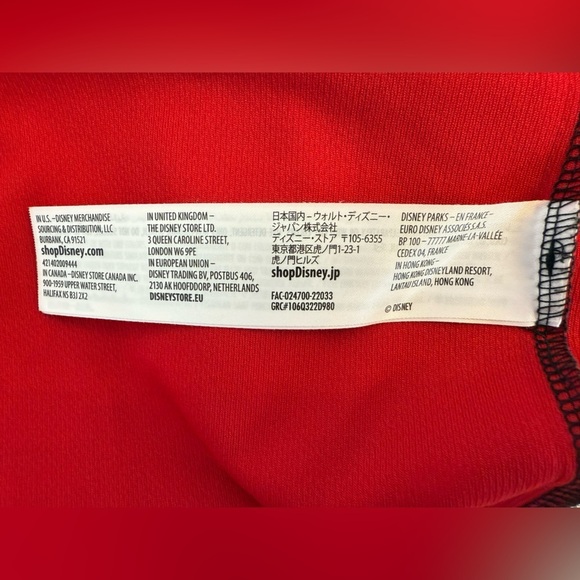 IN U.S. – DISNEY MERCHANDISE
SOURCING & DISTRIBUTION, LLC
BURBANK, CA 91521
shopDisney.com
421402009444
IN CANADA – DISNEY STORE CANADA INC.
900-1959 UPPER WATER STREET,
HALIFAX NS B3J 2X2
IN UNITED KINGDOM –
THE DISNEY STORE LTD.
3 QUEEN CAROLINE STREET,
LONDON W6 9PE
IN EUROPEAN UNION –
DISNEY TRADING BV, POSTBUS 406,
2130 AK HOOFDDORP, NETHERLANDS
DISNEYSTORE.EU
日本国内 – ウォルト・ディズニー・
ジャパン株式会社
ディズニー・ストア 〒105-6355
東京都港区虎ノ門1-23-1
虎ノ門ヒルズ
shopDisney.jp
FAC-024700-22033
GRC#106Q322D980
DISNEY PARKS – EN FRANCE –
EURO DISNEY ASSOCIÉS S.A.S.
BP 100 – 77777 MARNE-LA-VALLÉE
CEDEX 04, FRANCE
IN HONG KONG –
HONG KONG DISNEYLAND RESORT,
LANTAU ISLAND, HONG KONG
© DISNEY